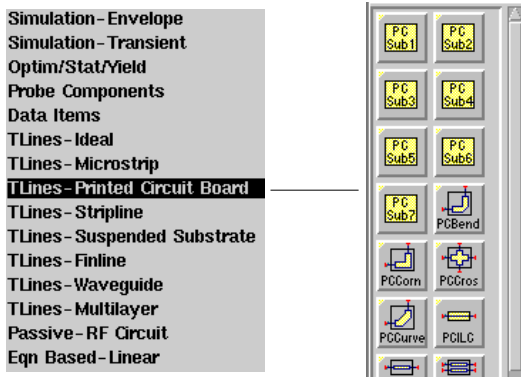 Simulation-Envelope
Simulation-Transient
Optim/Stat/Yield
Probe Components
Data Items
TLines-Ideal
TLines-Microstrip
TLines-Printed Circuit Board
TLines-Stripline
TLines-Suspended Substrate
TLines-Finline
TLines-Waveguide
TLines-Multilayer
Passive-RF Circuit
Eqn Based-Linear
PC Sub1
PC Sub2
PC Sub3
PC Sub4
PC Sub5
PC Sub6
PC Sub7
PCBend
PCCorn
PCCros
PCCurve
PCILC